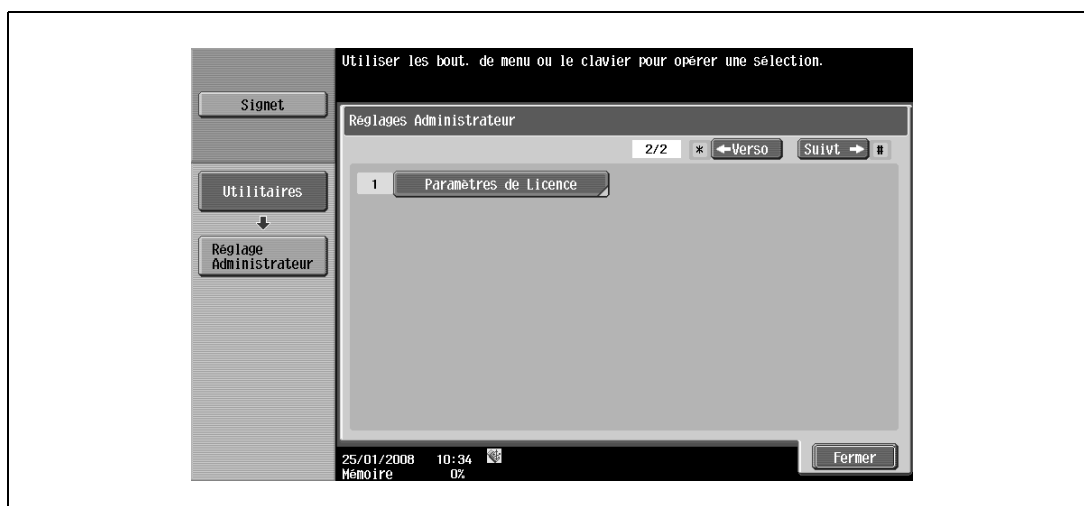 Utiliser les bout. de menu ou le clavier pour opérer une sélection.
Signet
Réglages Administrateur
2/2 * ←Verso Suivt → #
Utilitaires
1 Paramètres de Licence
Réglage
Administrateur
25/01/2008 10:34
Mémoire 0%
Fermer